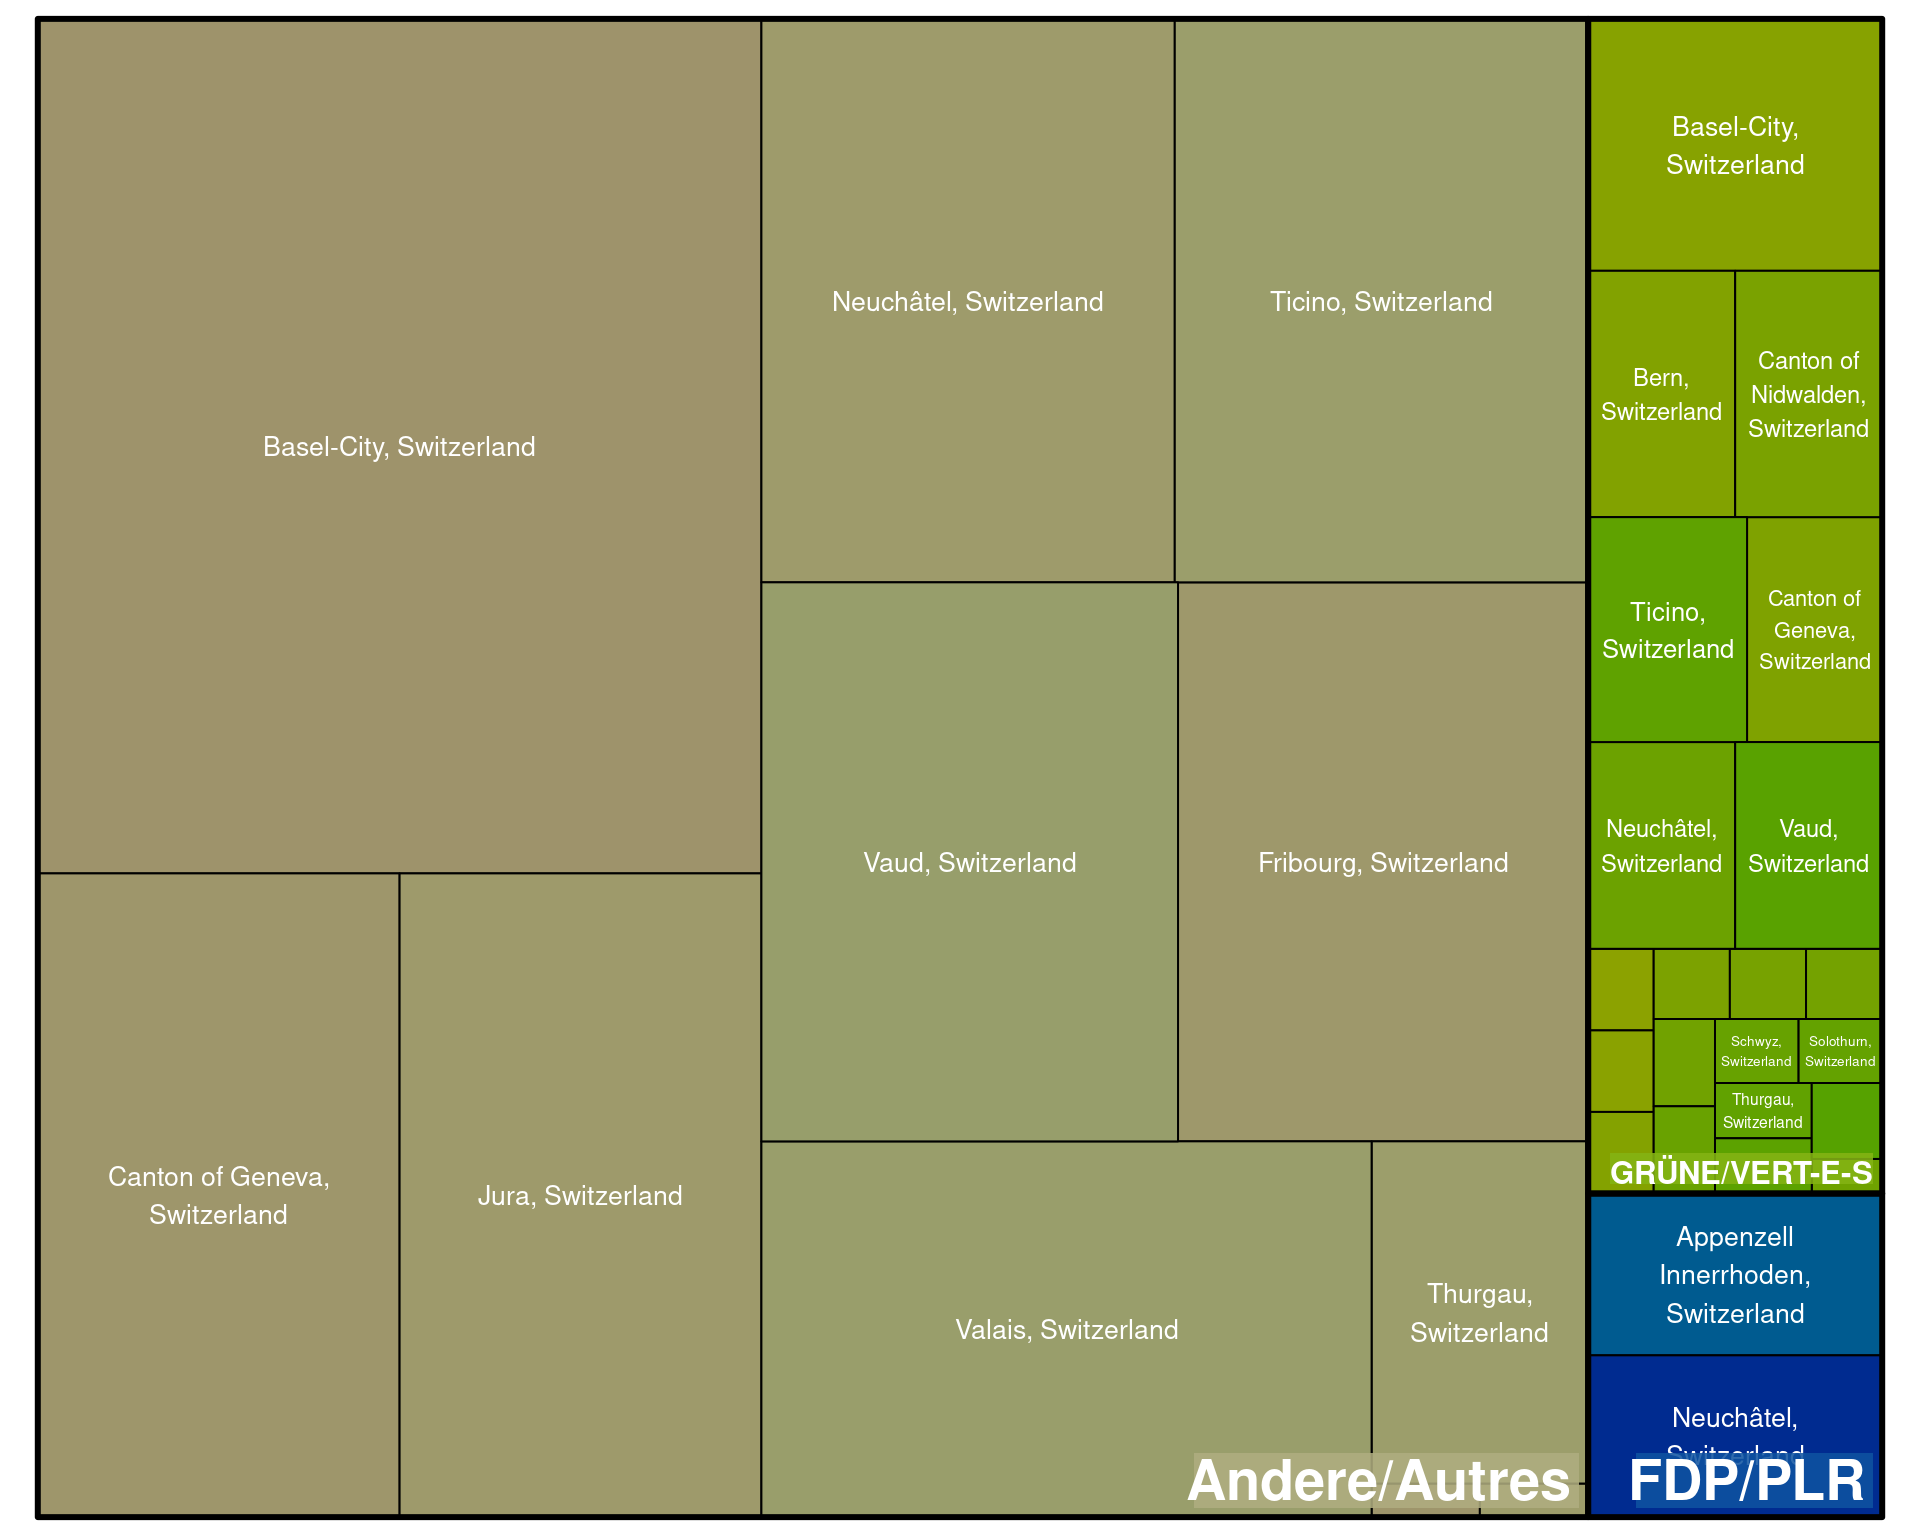 Basel-City, Switzerland
Neuchâtel, Switzerland
Ticino, Switzerland
Vaud, Switzerland
Fribourg, Switzerland
Canton of Geneva,
Switzerland
Jura, Switzerland
Valais, Switzerland
Thurgau,
Switzerland
Andere/Autres
Basel-City,
Switzerland
Bern,
Switzerland
Canton of
Nidwalden,
Switzerland
Ticino,
Switzerland
Canton of
Geneva,
Switzerland
Neuchâtel,
Switzerland
Vaud,
Switzerland
Schwyz,
Switzerland
Solothurn,
Switzerland
Thurgau,
Switzerland
GRÜNE/VERT-E-S
Appenzell
Innerrhoden,
Switzerland
Neuchâtel,
Switzerland
FDP/PLR